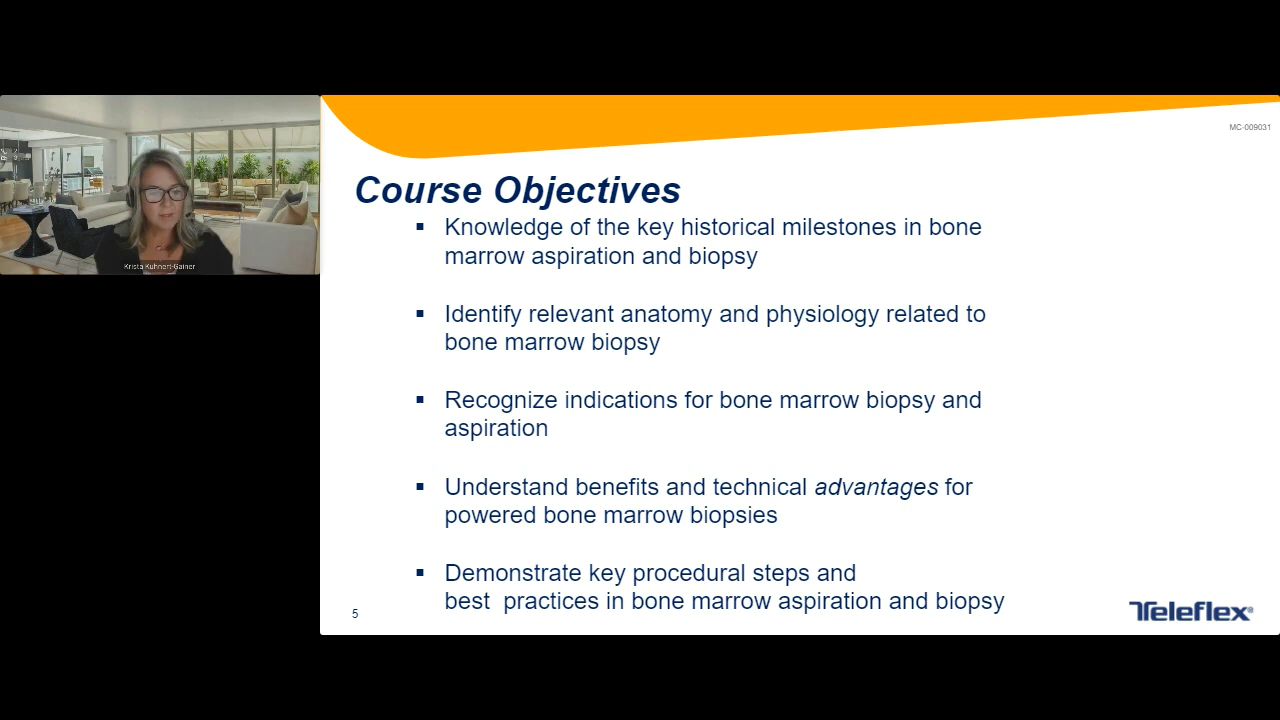 MC-009031
Course Objectives
▪ Knowledge of the key historical milestones in bone
marrow aspiration and biopsy
▪ Identify relevant anatomy and physiology related to
bone marrow biopsy
▪ Recognize indications for bone marrow biopsy and
aspiration
▪ Understand benefits and technical advantages for
powered bone marrow biopsies
▪ Demonstrate key procedural steps and
best  practices in bone marrow aspiration and biopsy
5
Teleflex®
Krista Kuhnert-Gainer